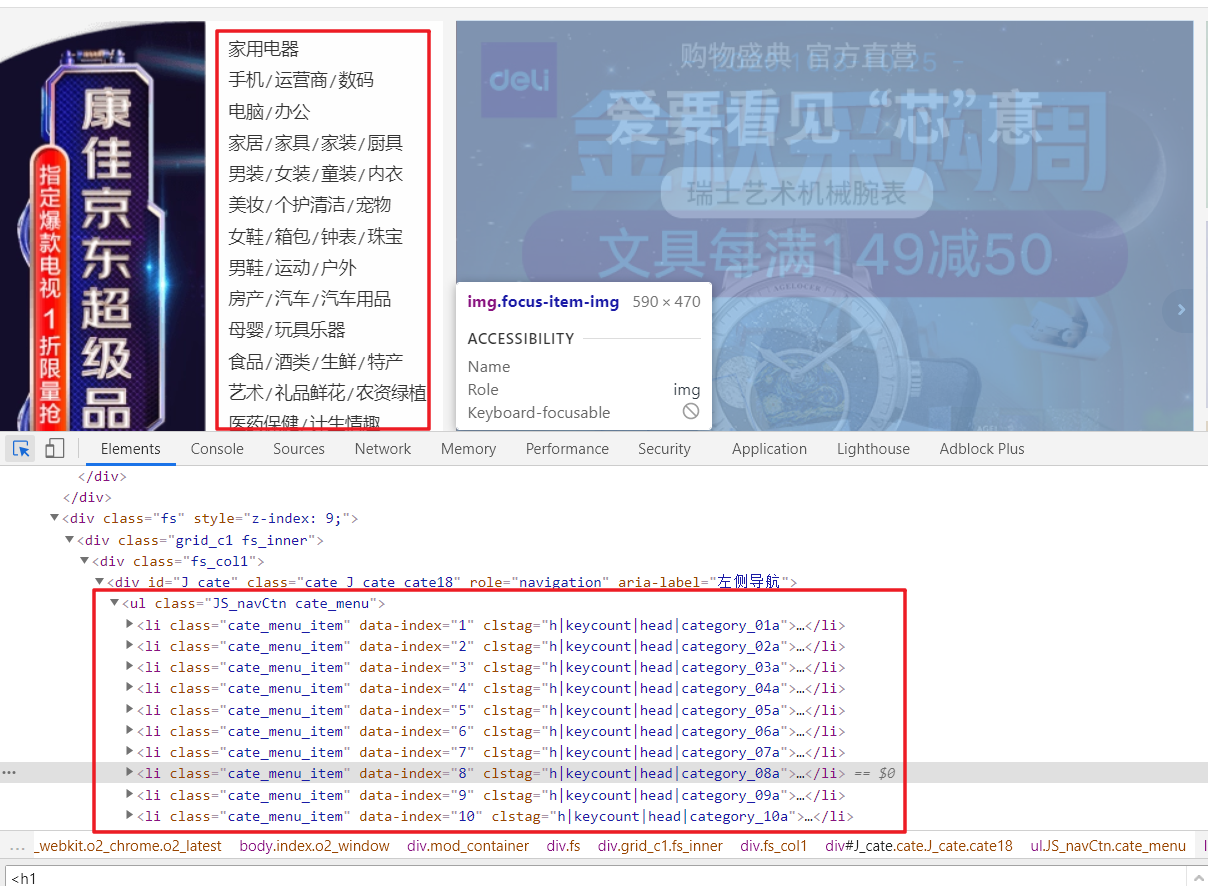 康佳京东超级品
指定爆款电视1折限量抢
家用电器
手机/运营商/数码
电脑/办公
家居/家具/家装/厨具
男装/女装/童装/内衣
美妆/个护清洁/宠物
女鞋/箱包/钟表/珠宝
男鞋/运动/户外
房产/汽车/汽车用品
母婴/玩具乐器
食品/酒类/生鲜/特产
艺术/礼品鲜花/农资绿植
医药保健/计生情趣
deli
购物盛典 官方直营
爱要看见“芯”意
金秋采购周
瑞士艺术机械腕表
文具每满149减50
img.focus-item-img 590 × 470
ACCESSIBILITY
Name
Role img
Keyboard-focusable
Elements Console Sources Network Memory Performance Security Application Lighthouse Adblock Plus
</div>
</div>
<div class="fs" style="z-index: 9;">
<div class="grid_c1 fs_inner">
<div class="fs_col1">
<div id="J_cate" class="cate J_cate cate18" role="navigation" aria-label="左侧导航">
<ul class="JS_navCtn cate_menu">
<li class="cate_menu_item" data-index="1" clstag="h|keycount|head|category_01a">…</li>
<li class="cate_menu_item" data-index="2" clstag="h|keycount|head|category_02a">…</li>
<li class="cate_menu_item" data-index="3" clstag="h|keycount|head|category_03a">…</li>
<li class="cate_menu_item" data-index="4" clstag="h|keycount|head|category_04a">…</li>
<li class="cate_menu_item" data-index="5" clstag="h|keycount|head|category_05a">…</li>
<li class="cate_menu_item" data-index="6" clstag="h|keycount|head|category_06a">…</li>
<li class="cate_menu_item" data-index="7" clstag="h|keycount|head|category_07a">…</li>
<li class="cate_menu_item" data-index="8" clstag="h|keycount|head|category_08a">…</li> == $0
<li class="cate_menu_item" data-index="9" clstag="h|keycount|head|category_09a">…</li>
<li class="cate_menu_item" data-index="10" clstag="h|keycount|head|category_10a">…</li>
... _webkit.o2_chrome.o2_latest body.index.o2_window div.mod_container div.fs div.grid_c1.fs_inner div.fs_col1 div#J_cate.cate.J_cate.cate18 ul.JS_navCtn.cate_menu
<h1